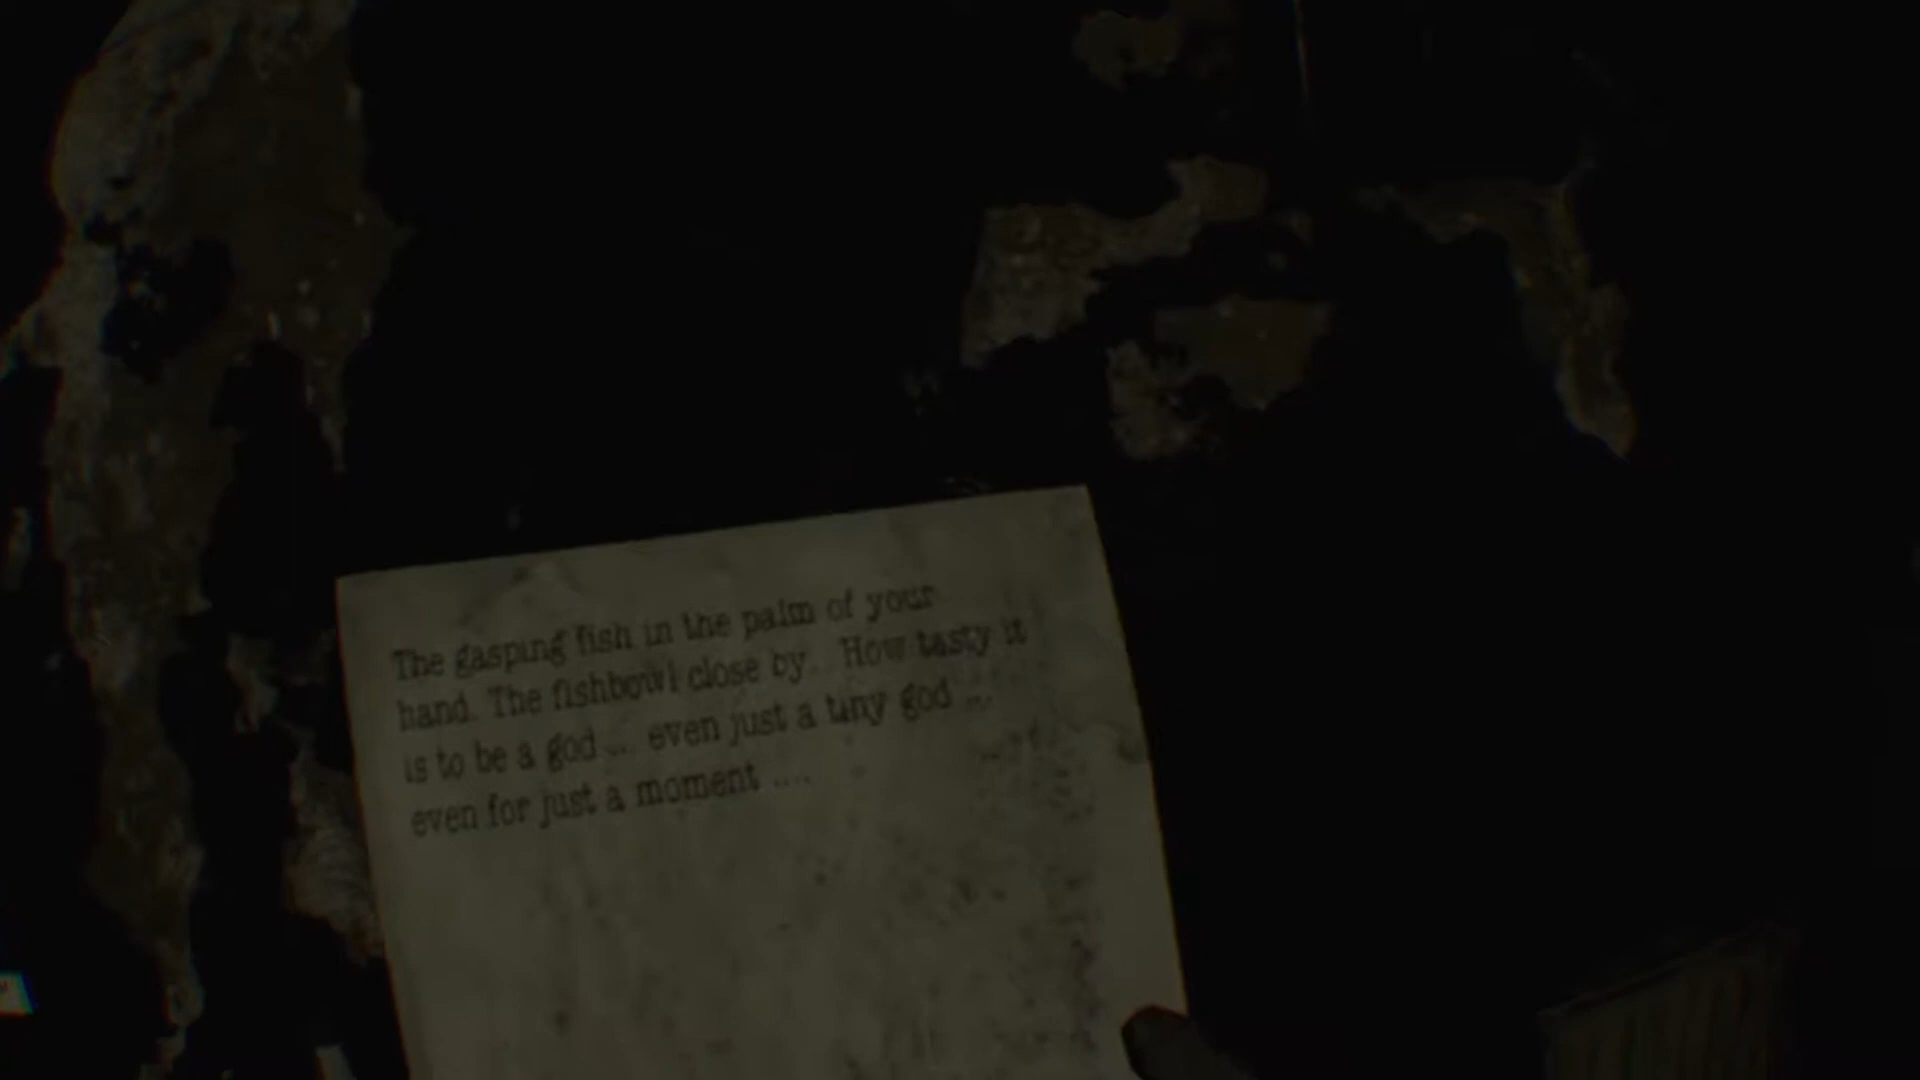 The gasping fish in the palm of your
hand. The fishbowl close by. How tasty it
is to be a god ... even just a tiny god ...
even for just a moment ....